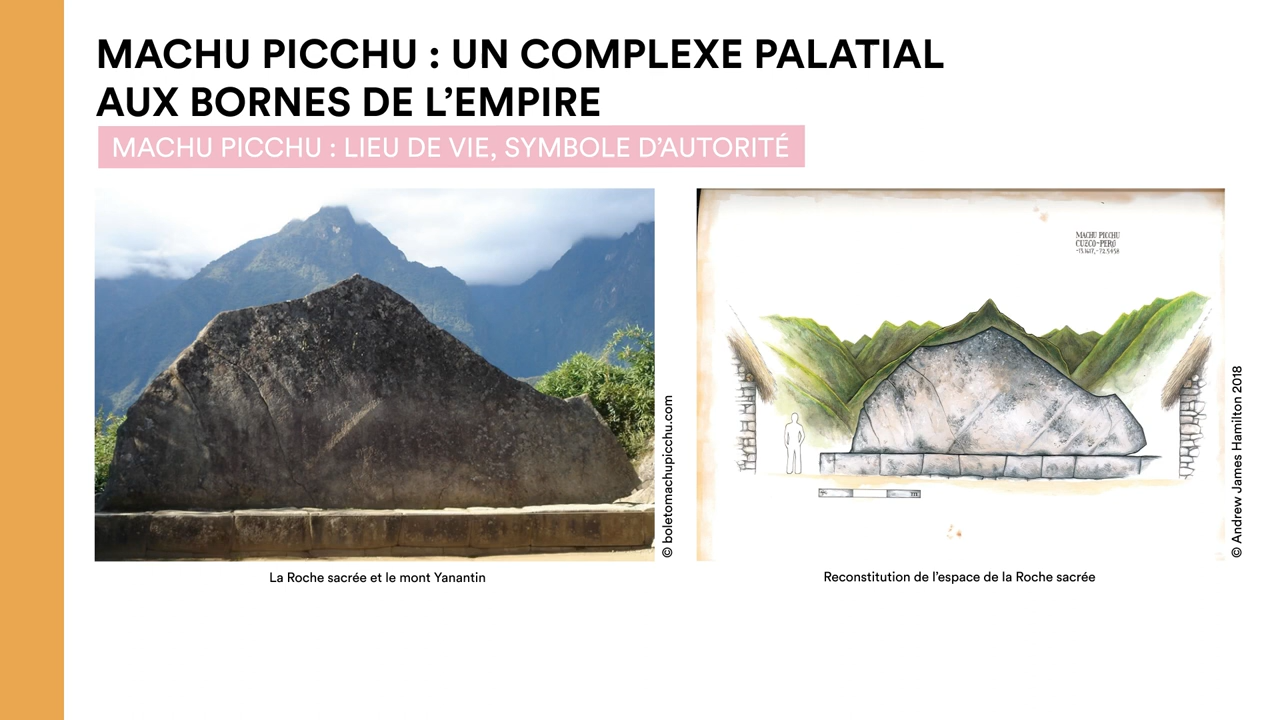 MACHU PICCHU : UN COMPLEXE PALATIAL
AUX BORNES DE L’EMPIRE
MACHU PICCHU : LIEU DE VIE, SYMBOLE D’AUTORITÉ
© boletomachupicchu.com
La Roche sacrée et le mont Yanantin
MACHU PICCHU
CUZCO-PERÚ
© Andrew James Hamilton 2018
Reconstitution de l’espace de la Roche sacrée